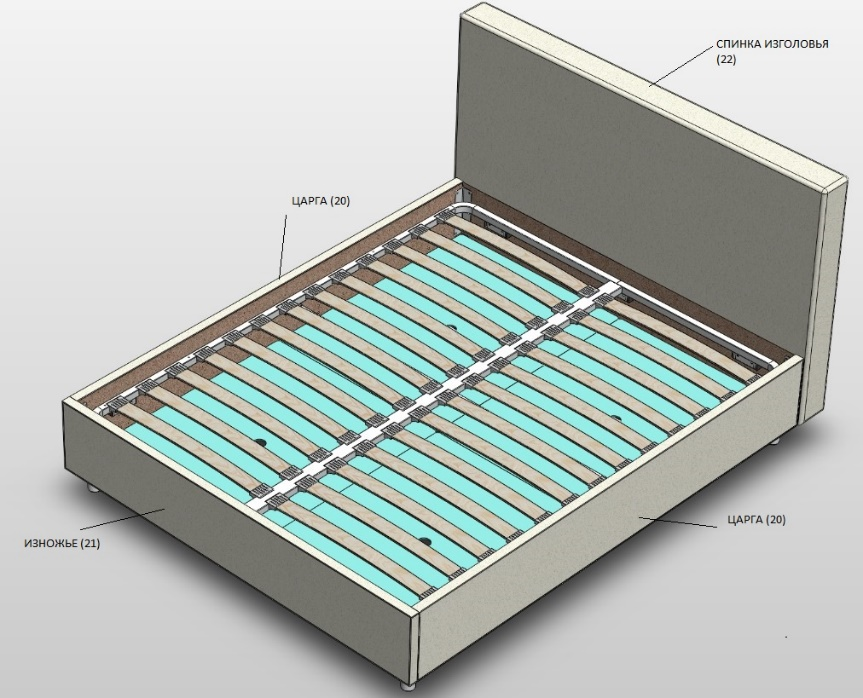 СПИНКА ИЗГОЛОВЬЯ
(22)
ЦАРГА (20)
ЦАРГА (20)
ИЗНОЖЬЕ (21)